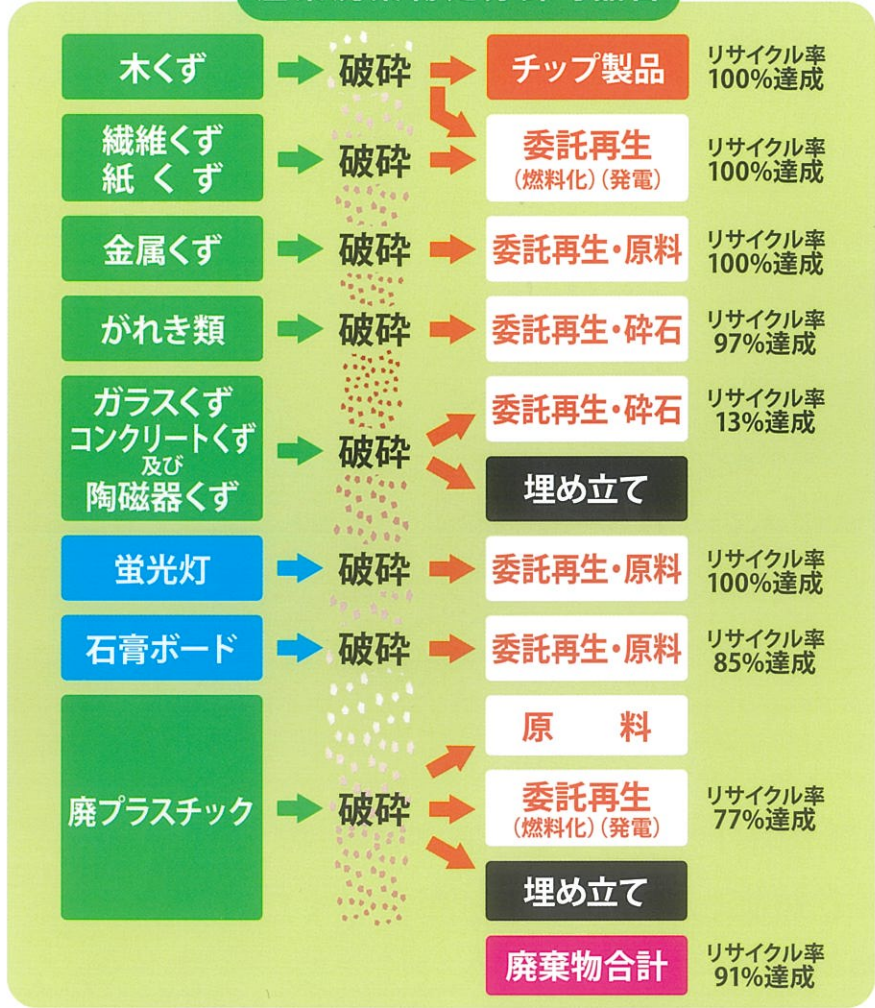 木くず
破砕
チップ製品
リサイクル率
100%達成
繊維くず
紙くず
破砕
委託再生
(燃料化)(発電)
リサイクル率
100%達成
金属くず
破砕
委託再生・原料
リサイクル率
100%達成
がれき類
破砕
委託再生・砕石
リサイクル率
97%達成
ガラスくず
コンクリートくず
及び
陶磁器くず
破砕
委託再生・砕石
リサイクル率
13%達成
埋め立て
蛍光灯
破砕
委託再生・原料
リサイクル率
100%達成
石膏ボード
破砕
委託再生・原料
リサイクル率
85%達成
廃プラスチック
破砕
原料
委託再生
(燃料化)(発電)
リサイクル率
77%達成
埋め立て
廃棄物合計
リサイクル率
91%達成